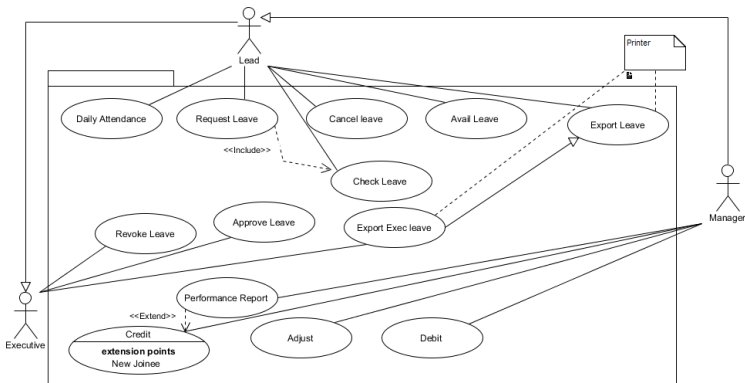 Lead
Printer
Daily Attendance
Request Leave
Cancel leave
Avail Leave
Export Leave
<<Include>>
Check Leave
Manager
Revoke Leave
Approve Leave
Export Exec leave
Performance Report
<<Extend>>
Executive
Credit
extension points
New Joinee
Adjust
Debit